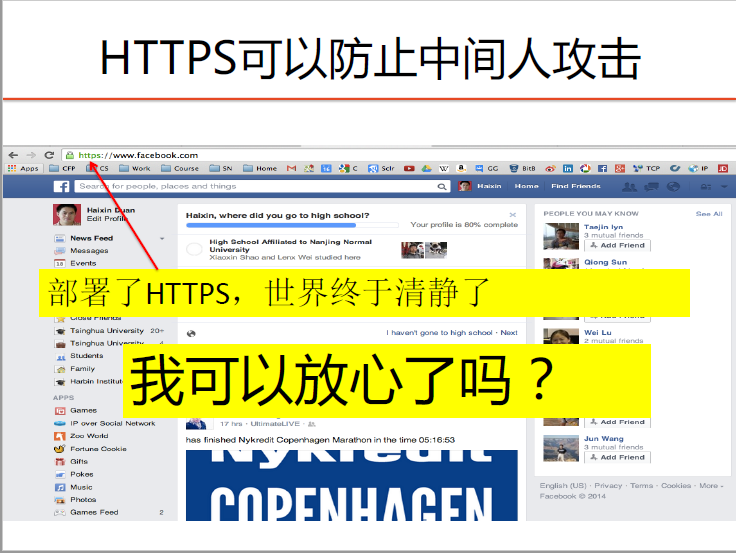 HTTPS可以防止中间人攻击
https://www.facebook.com
Apps CFP CS Work Course SN Home C Sclr W GG BitB TCP IP
Search for people, places and things
Haixin Home Find Friends
Haixin Duan
Edit Profile
News Feed
Messages
Events
Haixin, where did you go to high school?
Your profile is 80% complete
High School Affiliated to Nanjing Normal
University
Xiaoxin Shao and Lenx Wei studied here
PEOPLE YOU MAY KNOW See All
Taejin Iyn
2 mutual friends
Add Friend
Qiong Sun
部署了HTTPS，世界终于清静了
Close Friends
Tsinghua University 20+
Tsinghua University 4
Students
Family
Harbin Institute
I haven't gone to high school · Next
Add Friend
Wei Lu
2 mutual friends
我可以放心了吗？
APPS
Games
IP over Social Network
Zoo World
Fortune Cookie
Gifts
Pokes
Music
Photos
Games Feed 2
17 hrs · UltimateLIVE ·
has finished Nykredit Copenhagen Marathon in the time 05:16:53
Nykredit
COPENHAGEN
Add Friend
Jun Wang
3 mutual friends
Add Friend
English (US) · Privacy · Terms · Cookies · More
Facebook © 2014